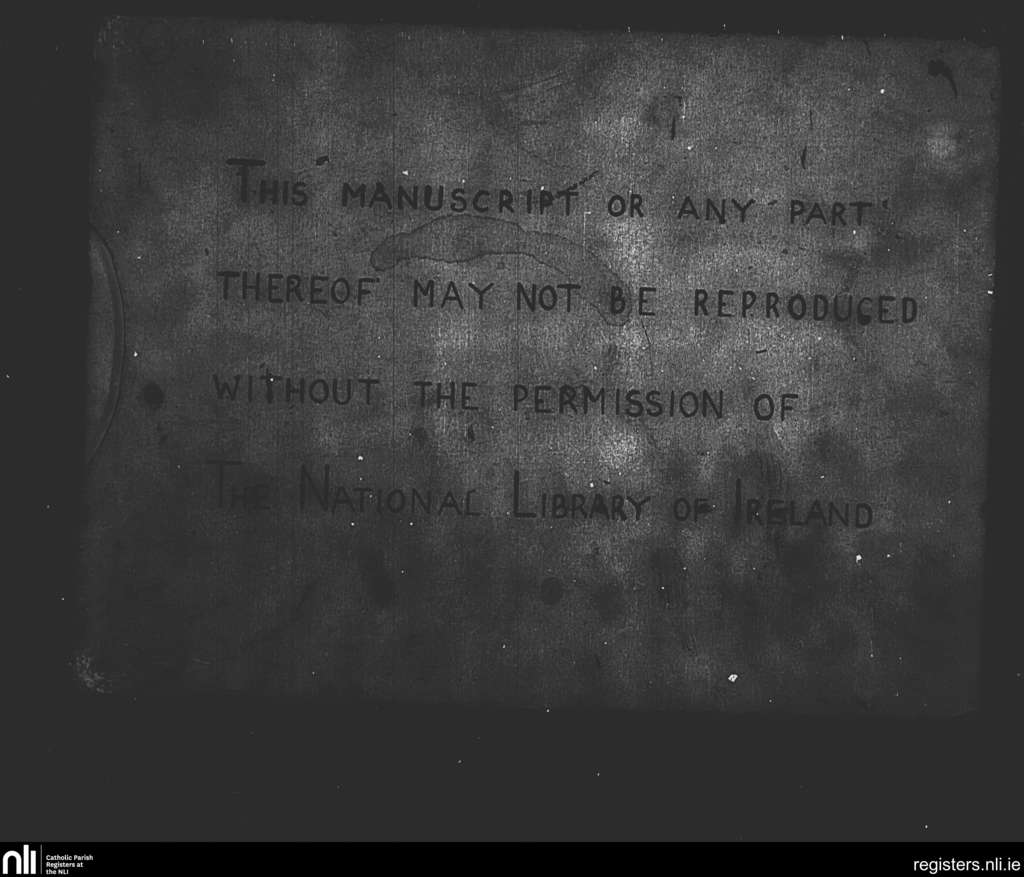 THIS MANUSCRIPT OR ANY PART
THEREOF MAY NOT BE REPRODUCED
WITHOUT THE PERMISSION OF
THE NATIONAL LIBRARY OF IRELAND
nli Catholic Parish
Registers at
the NLI
registers.nli.ie